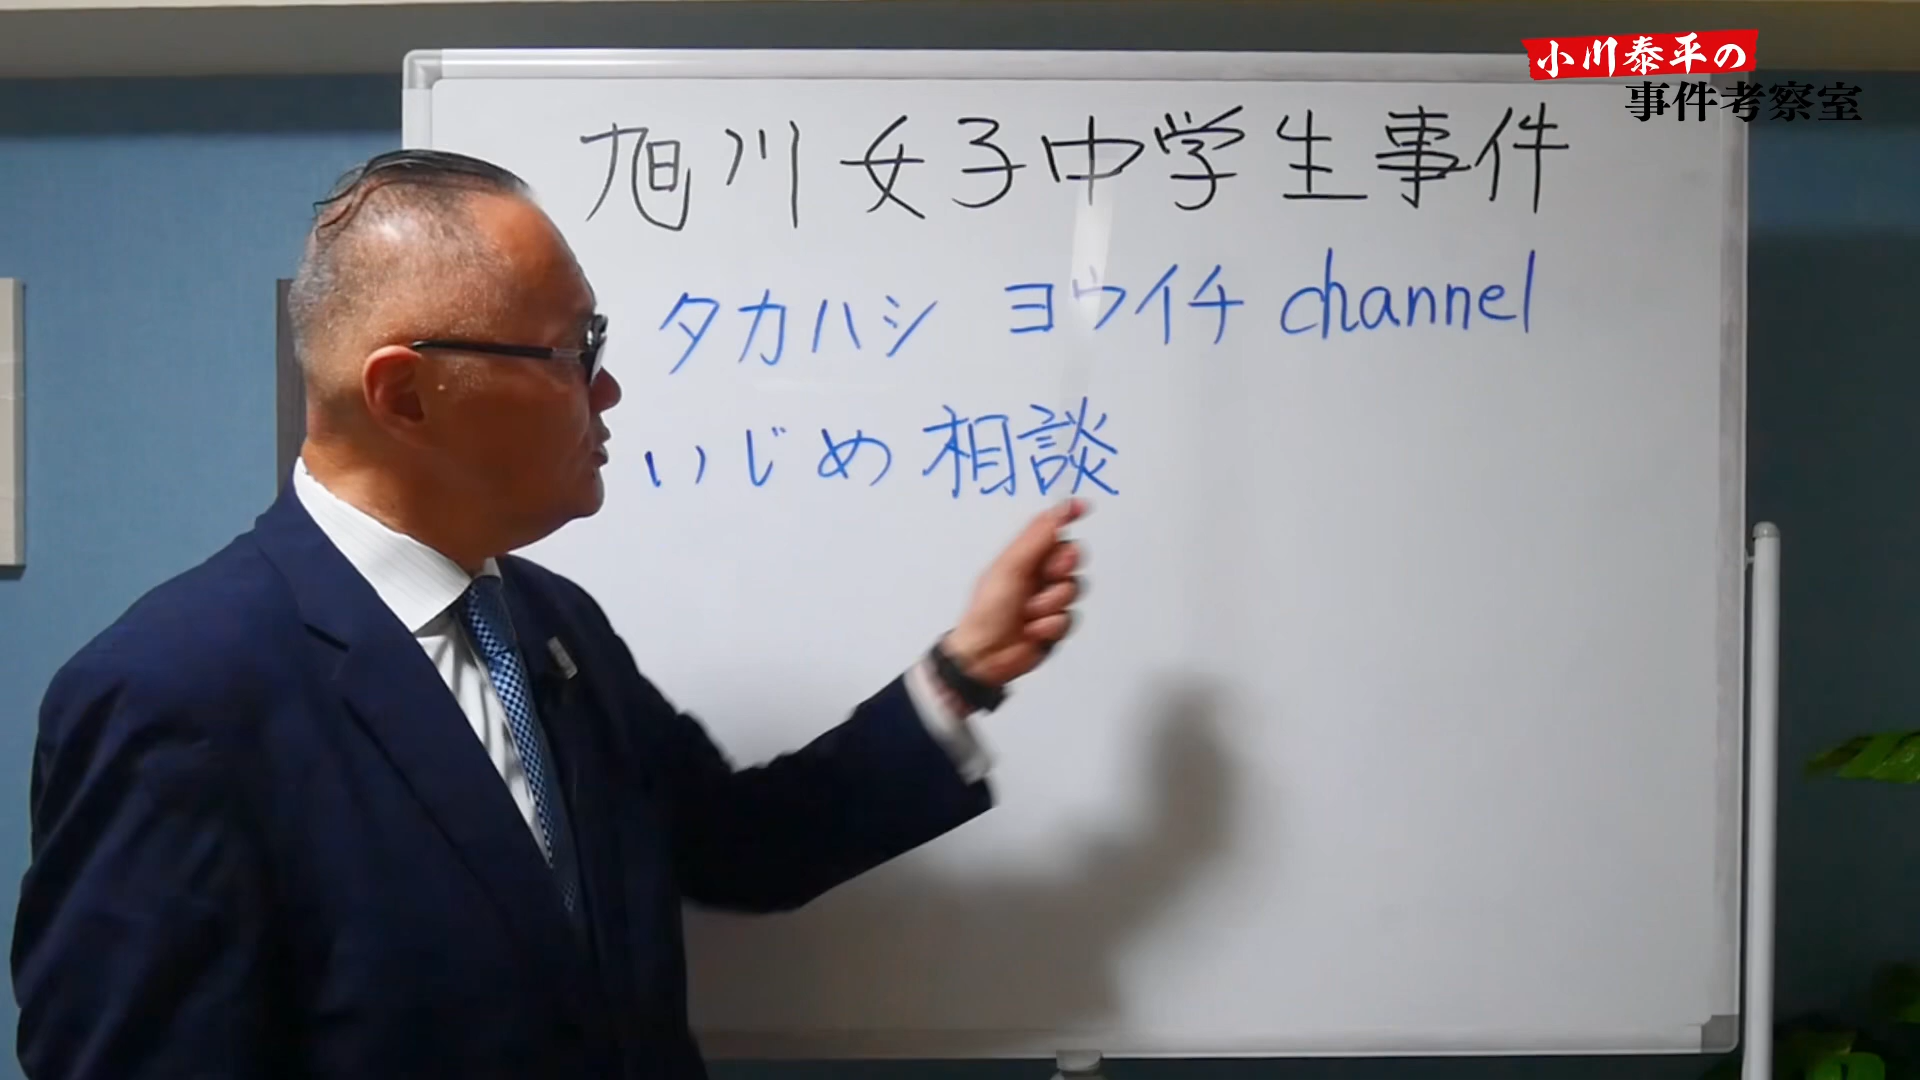 小川泰平の
事件考察室
旭川女子中学生事件
タカハシ ヨウイチ channel
いじめ相談